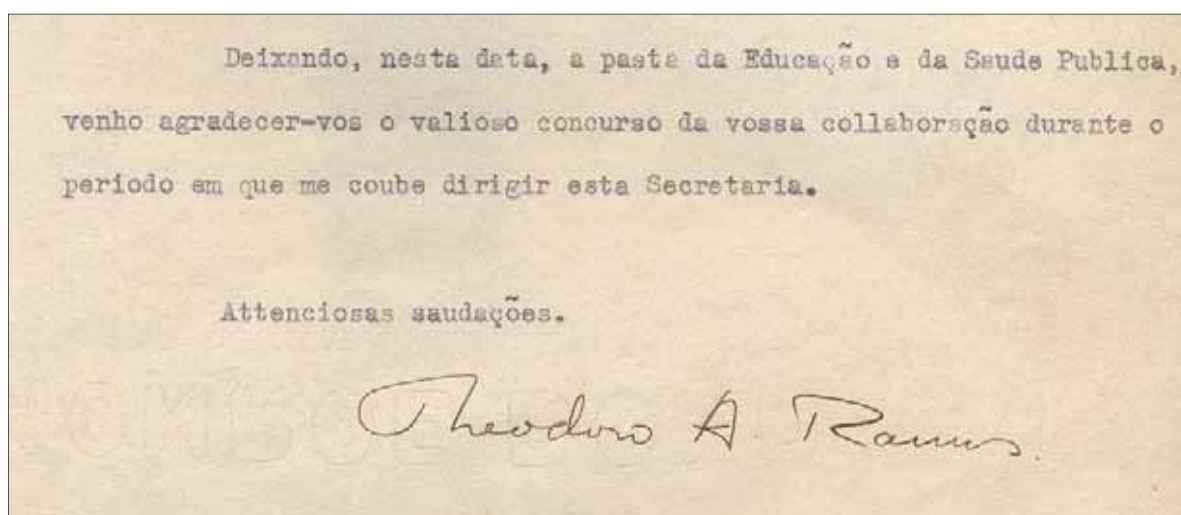 Deixando, nesta data, a pasta da Educação e da Saude Publica,
venho agradecer-vos o valioso concurso da vossa collaboração durante o
periodo em que me coube dirigir esta Secretaria.
Attenciosas saudações.
Theodoro A. Ramos.